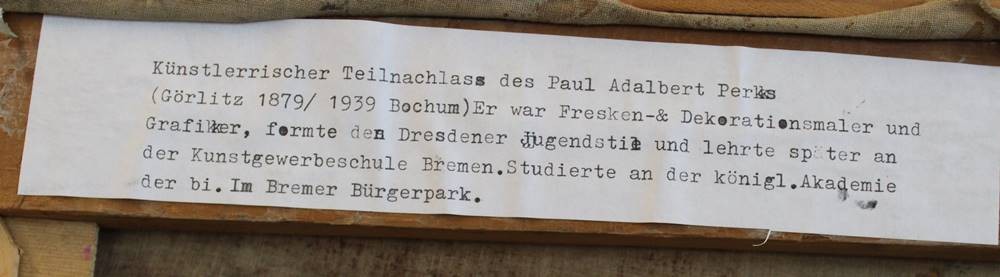 Künstlerrischer Teilnachlass des Paul Adalbert Perks
(Görlitz 1879/ 1939 Bochum)Er war Fresken-& Dekorationsmaler und
Grafiker, formte den Dresdener Jugendstil und lehrte später an
der Kunstgewerbeschule Bremen.Studierte an der königl.Akademie
der bi. Im Bremer Bürgerpark.